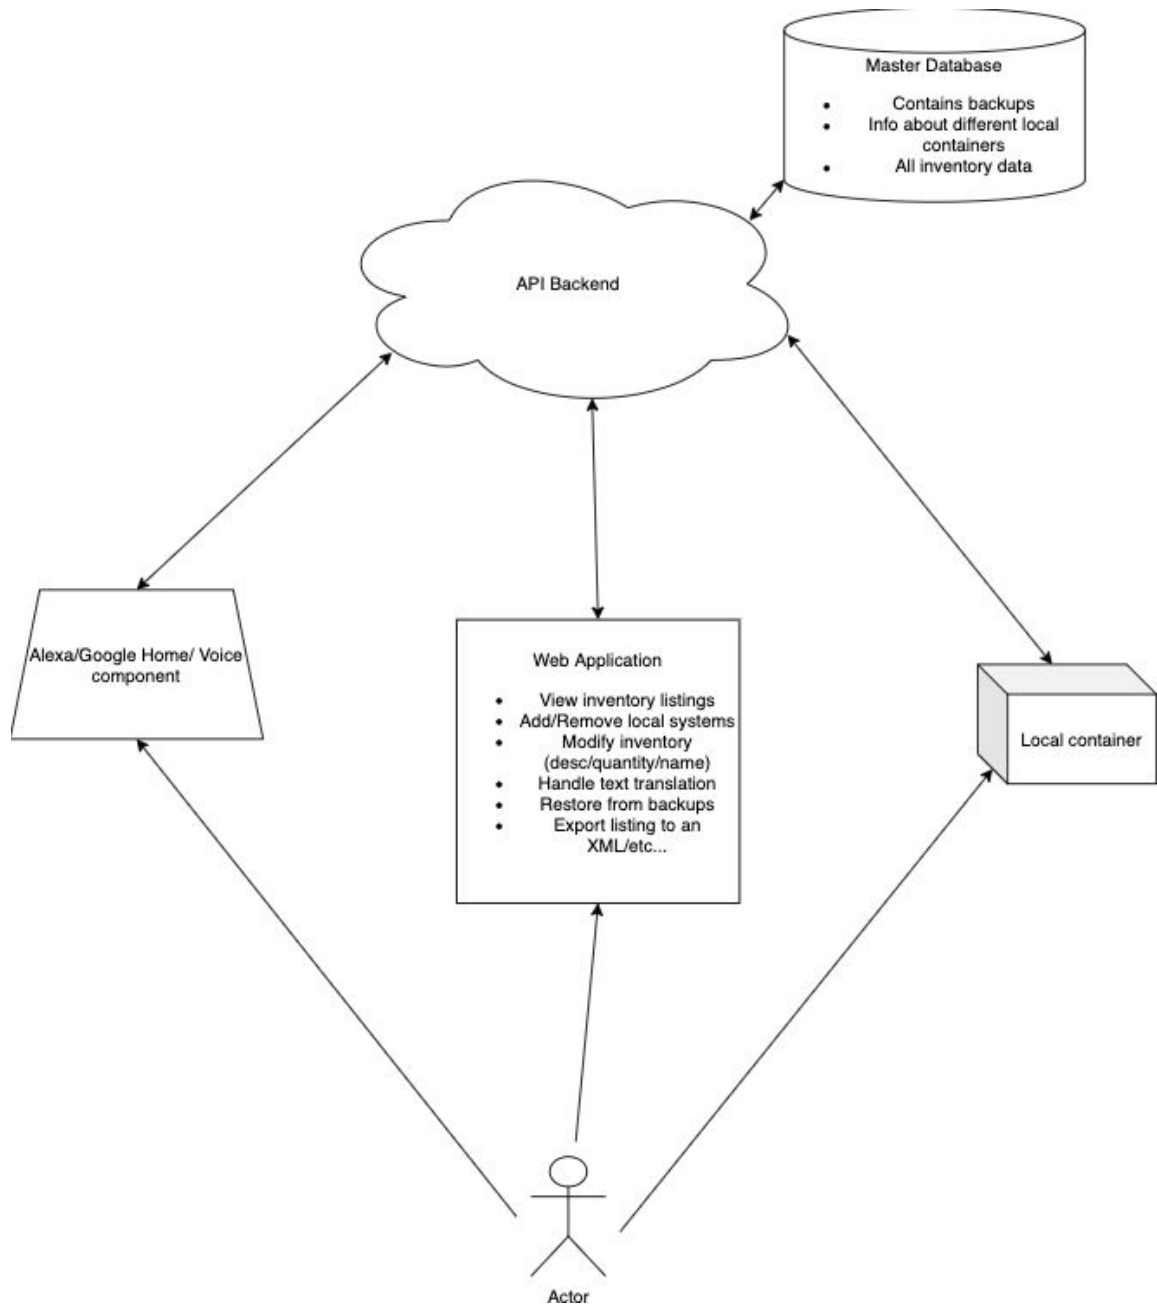 Master Database
• Contains backups
• Info about different local
containers
• All inventory data
API Backend
Alexa/Google Home/ Voice
component
Web Application
• View inventory listings
• Add/Remove local systems
• Modify inventory
(desc/quantity/name)
• Handle text translation
• Restore from backups
• Export listing to an
XML/etc...
Local container
Actor